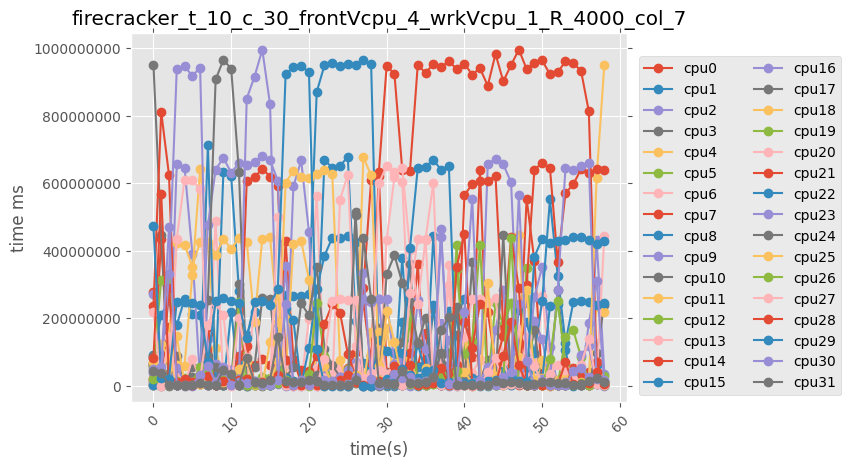 firecracker_t_10_c_30_frontVcpu_4_wrkVcpu_1_R_4000_col_7
1000000000
800000000
600000000
400000000
200000000
0
time ms
0
10
20
30
40
50
60
time(s)
cpu0
cpu1
cpu2
cpu3
cpu4
cpu5
cpu6
cpu7
cpu8
cpu9
cpu10
cpu11
cpu12
cpu13
cpu14
cpu15
cpu16
cpu17
cpu18
cpu19
cpu20
cpu21
cpu22
cpu23
cpu24
cpu25
cpu26
cpu27
cpu28
cpu29
cpu30
cpu31